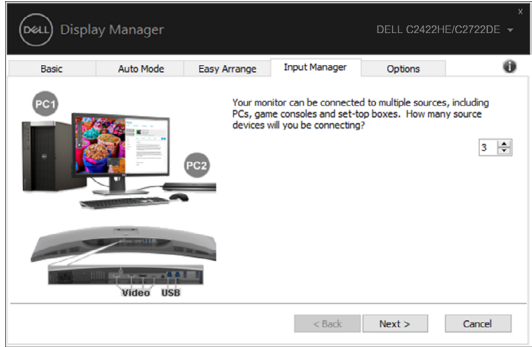 x
DELL Display Manager
DELL C2422HE/C2722DE
Basic Auto Mode Easy Arrange Input Manager Options
PC1
Your monitor can be connected to multiple sources, including
PCs, game consoles and set-top boxes. How many source
devices will you be connecting?
3
PC2
Video USB
< Back Next > Cancel